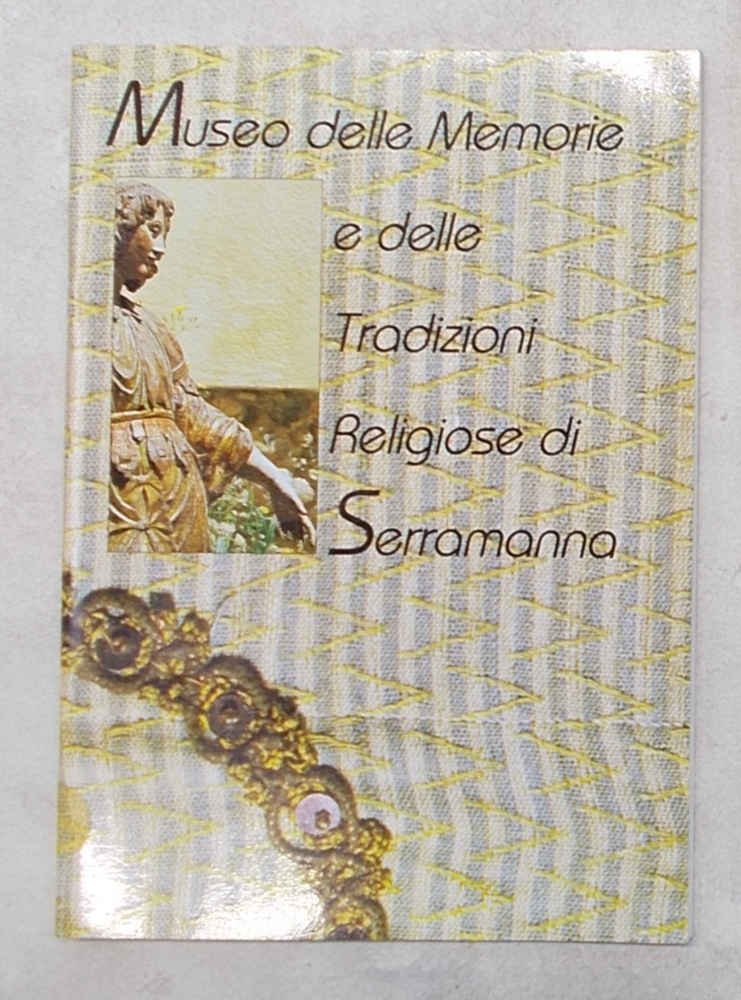 Museo delle Memorie
e delle
Tradizioni
Religiose di
Serramanna